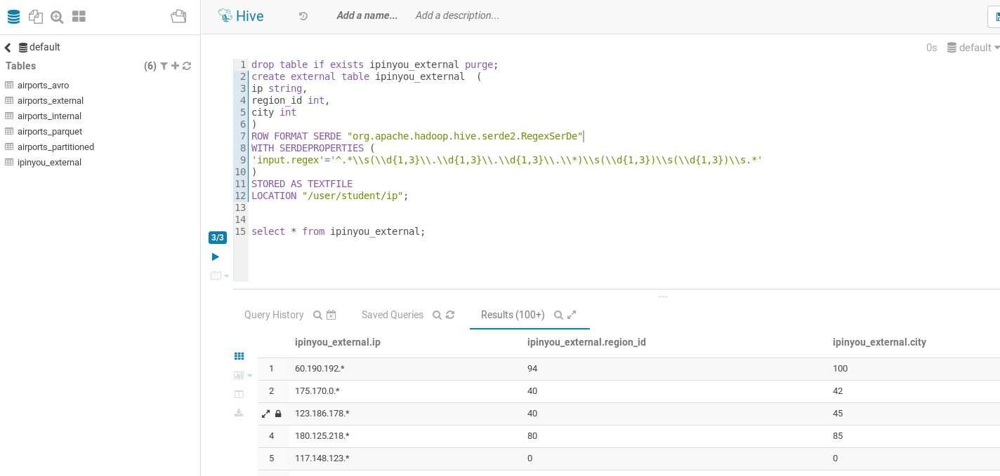 Hive
Add a name...
Add a description...
default
Tables
(6)
airports_avro
airports_external
airports_internal
airports_parquet
airports_partitioned
ipinyou_external
0s
default
1 drop table if exists ipinyou_external purge;
2 create external table ipinyou_external  (
3 ip string,
4 region_id int,
5 city int
6 )
7 ROW FORMAT SERDE "org.apache.hadoop.hive.serde2.RegexSerDe"
8 WITH SERDEPROPERTIES (
9 'input.regex'='^.*\\s(\\d{1,3}\\.\\d{1,3}\\.\\d{1,3}\\.\\*)\\s(\\d{1,3})\\s(\\d{1,3})\\s.*'
10 )
11 STORED AS TEXTFILE
12 LOCATION "/user/student/ip";
13
14
15 select * from ipinyou_external;
3/3
Query History
Saved Queries
Results (100+)
ipinyou_external.ip ipinyou_external.region_id ipinyou_external.city
1 60.190.192.* 94 100
2 175.170.0.* 40 42
123.186.178.* 40 45
4 180.125.218.* 80 85
5 117.148.123.* 0 0